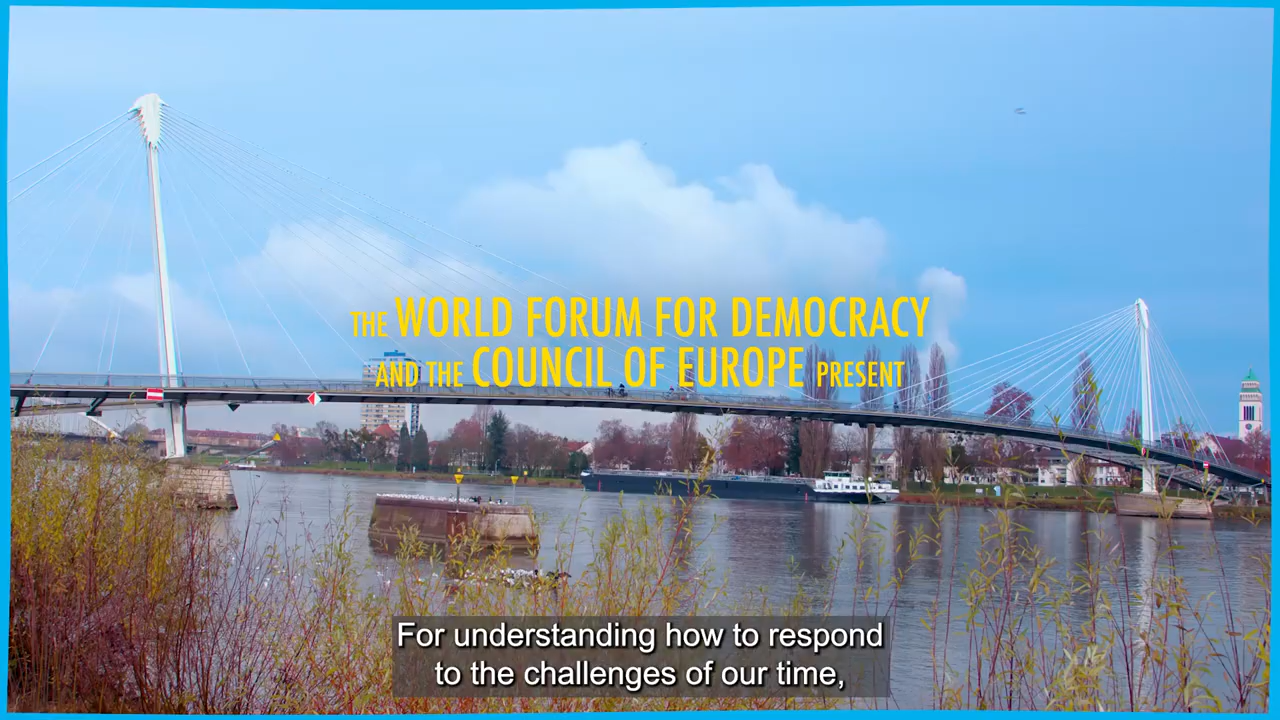 THE WORLD FORUM FOR DEMOCRACY
AND THE COUNCIL OF EUROPE PRESENT
For understanding how to respond
to the challenges of our time,